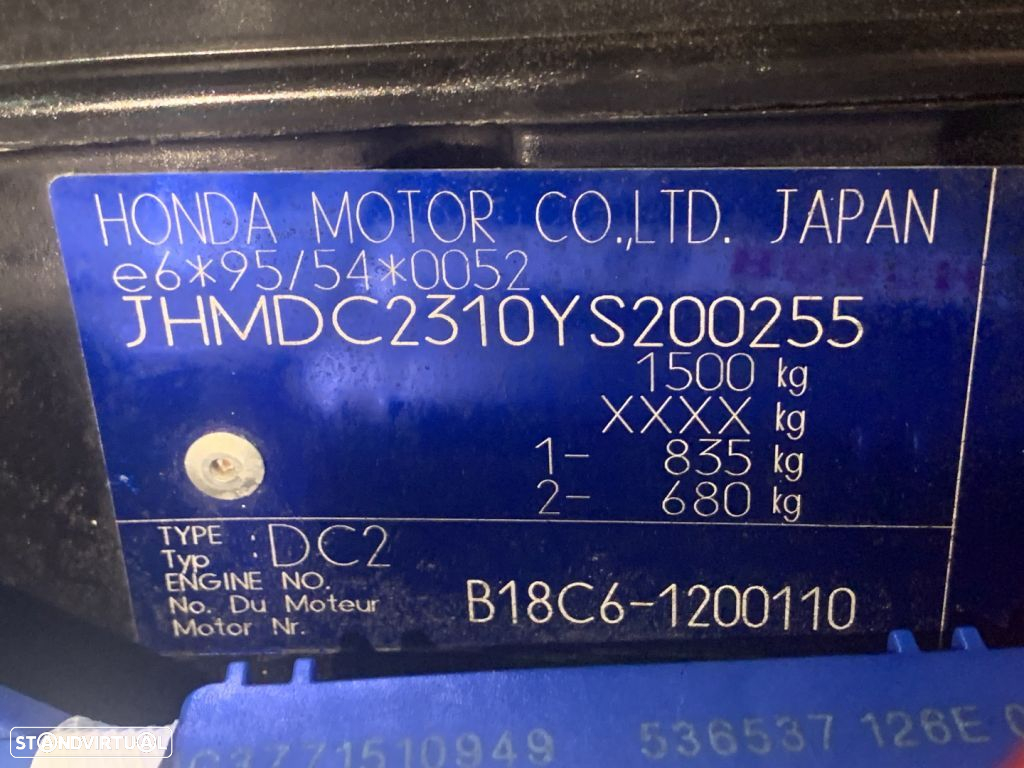 HONDA MOTOR CO.,LTD. JAPAN
e6*95/54*0052
JHMDC2310YS200255
1500 kg
XXXX kg
1- 835 kg
2- 680 kg
TYPE
Typ : DC2
ENGINE NO.
No. Du Moteur B18C6-1200110
Motor Nr.
C3771510949 536537 126E
STANDVIRTUAL